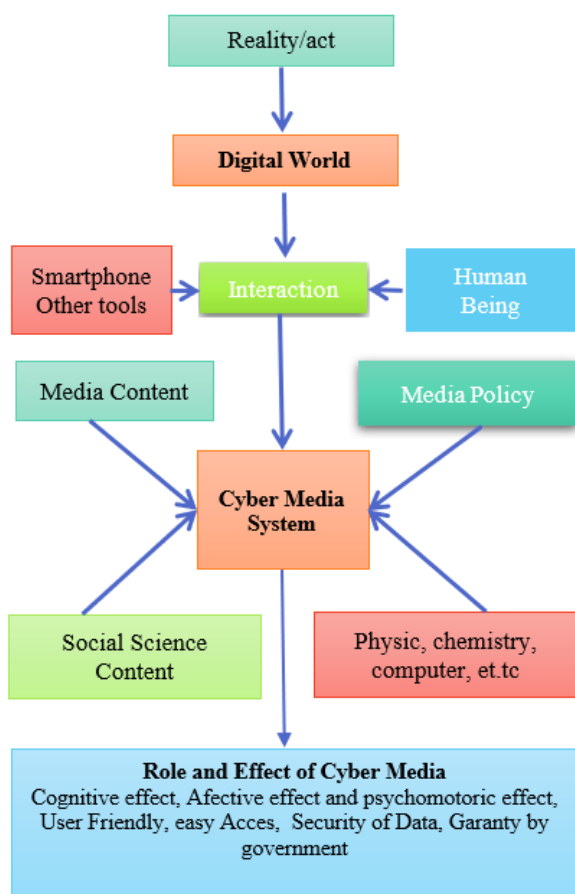 Reality/act
Digital World
Smartphone
Other tools
Interaction
Human
Being
Media Content
Media Policy
Cyber Media
System
Social Science
Content
Physic, chemistry,
computer, et.tc
Role and Effect of Cyber Media
Cognitive effect, Afective effect and psychomotoric effect,
User Friendly, easy Acces, Security of Data, Garanty by
government